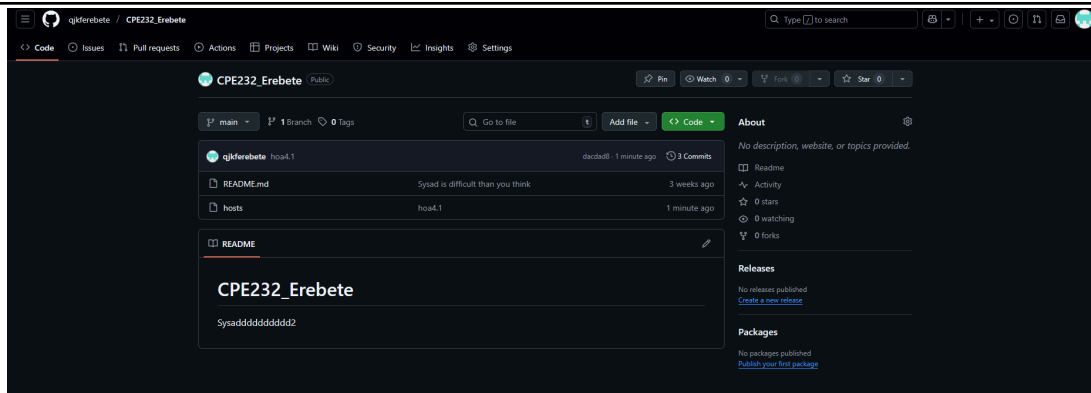 qjkferebete / CPE232_Erebete
Type / to search
Code Issues Pull requests Actions Projects Wiki Security Insights Settings
CPE232_Erebete Public
Pin Watch 0 Fork 0 Star 0
main 1 Branch 0 Tags
Go to file t
Add file Code
qjkferebete hoa4.1 dacdad8 · 1 minute ago 3 Commits
README.md Sysad is difficult than you think 3 weeks ago
hosts hoa4.1 1 minute ago
README
CPE232_Erebete
Sysaddddddddddd2
About
No description, website, or topics provided.
Readme
Activity
0 stars
0 watching
0 forks
Releases
No releases published
Create a new release
Packages
No packages published
Publish your first package